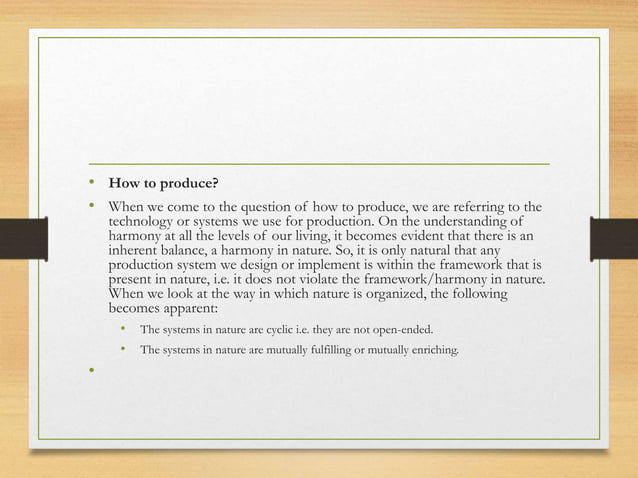 • How to produce?
• When we come to the question of how to produce, we are referring to the
technology or systems we use for production. On the understanding of
harmony at all the levels of our living, it becomes evident that there is an
inherent balance, a harmony in nature. So, it is only natural that any
production system we design or implement is within the framework that is
present in nature, i.e. it does not violate the framework/harmony in nature.
When we look at the way in which nature is organized, the following
becomes apparent:
• The systems in nature are cyclic i.e. they are not open-ended.
• The systems in nature are mutually fulfilling or mutually enriching.
•